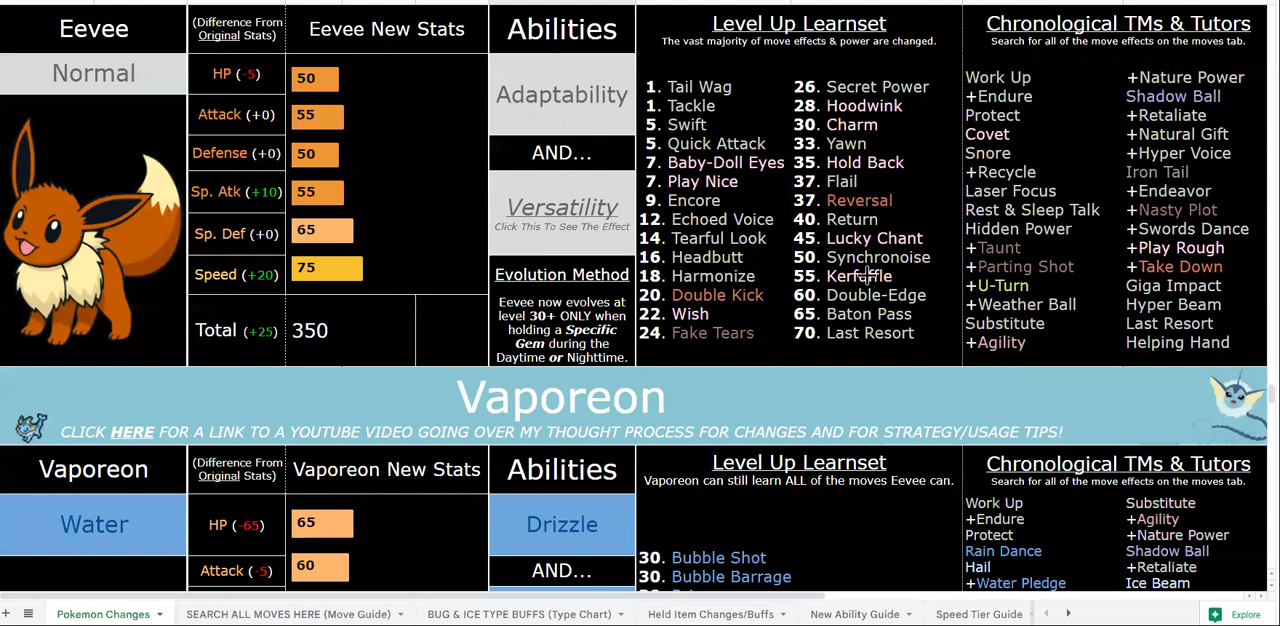 Eevee
(Difference From
Original Stats)
Eevee New Stats
Abilities
Level Up Learnset
The vast majority of move effects & power are changed.
Chronological TMs & Tutors
Search for all of the move effects on the moves tab.
Normal
HP (-5)
50
Attack (+0)
55
Defense (+0)
50
Sp. Atk (+10)
55
Sp. Def (+0)
65
Speed (+20)
75
Total (+25)
350
Adaptability
AND...
Versatility
Click This To See The Effect
Evolution Method
Eevee now evolves at
level 30+ ONLY when
holding a Specific
Gem during the
Daytime or Nighttime.
1. Tail Wag
1. Tackle
5. Swift
5. Quick Attack
7. Baby-Doll Eyes
7. Play Nice
9. Encore
12. Echoed Voice
14. Tearful Look
16. Headbutt
18. Harmonize
20. Double Kick
22. Wish
24. Fake Tears
26. Secret Power
28. Hoodwink
30. Charm
33. Yawn
35. Hold Back
37. Flail
37. Reversal
40. Return
45. Lucky Chant
50. Synchronoise
55. Kerfuffle
60. Double-Edge
65. Baton Pass
70. Last Resort
Work Up
+Endure
Protect
Covet
Snore
+Recycle
Laser Focus
Rest & Sleep Talk
Hidden Power
+Taunt
+Parting Shot
+U-Turn
+Weather Ball
Substitute
+Agility
+Nature Power
Shadow Ball
+Retaliate
+Natural Gift
+Hyper Voice
Iron Tail
+Endeavor
+Nasty Plot
+Swords Dance
+Play Rough
+Take Down
Giga Impact
Hyper Beam
Last Resort
Helping Hand
Vaporeon
CLICK HERE FOR A LINK TO A YOUTUBE VIDEO GOING OVER MY THOUGHT PROCESS FOR CHANGES AND FOR STRATEGY/USAGE TIPS!
Vaporeon
(Difference From
Original Stats)
Vaporeon New Stats
Abilities
Level Up Learnset
Vaporeon can still learn ALL of the moves Eevee can.
Chronological TMs & Tutors
Search for all of the move effects on the moves tab.
Water
HP (-65)
65
Attack (-5)
60
Drizzle
AND...
30. Bubble Shot
30. Bubble Barrage
Work Up
+Endure
Protect
Rain Dance
Hail
+Water Pledge
Substitute
+Agility
+Nature Power
Shadow Ball
+Retaliate
Ice Beam
Pokemon Changes
SEARCH ALL MOVES HERE (Move Guide)
BUG & ICE TYPE BUFFS (Type Chart)
Held Item Changes/Buffs
New Ability Guide
Speed Tier Guide
Explore